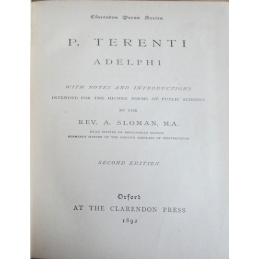 Clarendon Press Series
P. TERENTI
ADELPHI
WITH NOTES AND INTRODUCTIONS
INTENDED FOR THE HIGHER FORMS OF PUBLIC SCHOOLS
BY THE
REV. A. SLOMAN, M.A.
HEAD MASTER OF BIRKENHEAD SCHOOL
FORMERLY MASTER OF THE QUEEN'S SCHOLARS OF WESTMINSTER
SECOND EDITION
Oxford
AT THE CLARENDON PRESS
1892